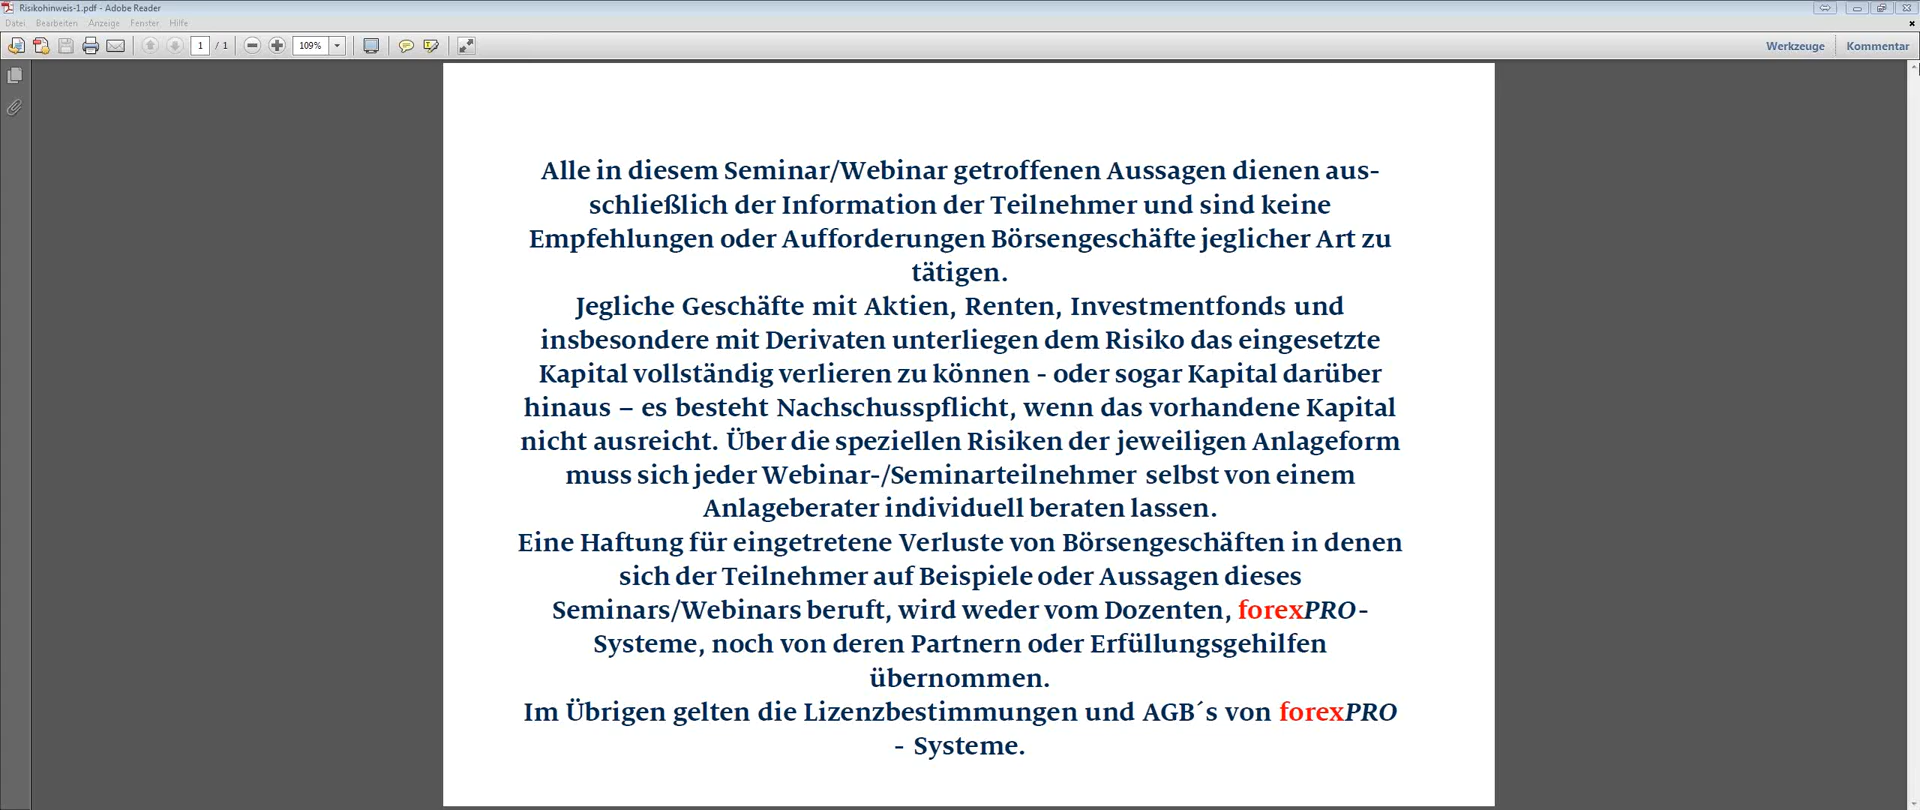 Risikohinweis-1.pdf - Adobe Reader
Datei Bearbeiten Anzeige Fenster Hilfe
1 / 1 109% Werkzeuge Kommentar
Alle in diesem Seminar/Webinar getroffenen Aussagen dienen aus-
schließlich der Information der Teilnehmer und sind keine
Empfehlungen oder Aufforderungen Börsengeschäfte jeglicher Art zu
tätigen.
Jegliche Geschäfte mit Aktien, Renten, Investmentfonds und
insbesondere mit Derivaten unterliegen dem Risiko das eingesetzte
Kapital vollständig verlieren zu können - oder sogar Kapital darüber
hinaus – es besteht Nachschusspflicht, wenn das vorhandene Kapital
nicht ausreicht. Über die speziellen Risiken der jeweiligen Anlageform
muss sich jeder Webinar-/Seminarteilnehmer selbst von einem
Anlageberater individuell beraten lassen.
Eine Haftung für eingetretene Verluste von Börsengeschäften in denen
sich der Teilnehmer auf Beispiele oder Aussagen dieses
Seminars/Webinars beruft, wird weder vom Dozenten, forexPRO-
Systeme, noch von deren Partnern oder Erfüllungsgehilfen
übernommen.
Im Übrigen gelten die Lizenzbestimmungen und AGB´s von forexPRO
- Systeme.